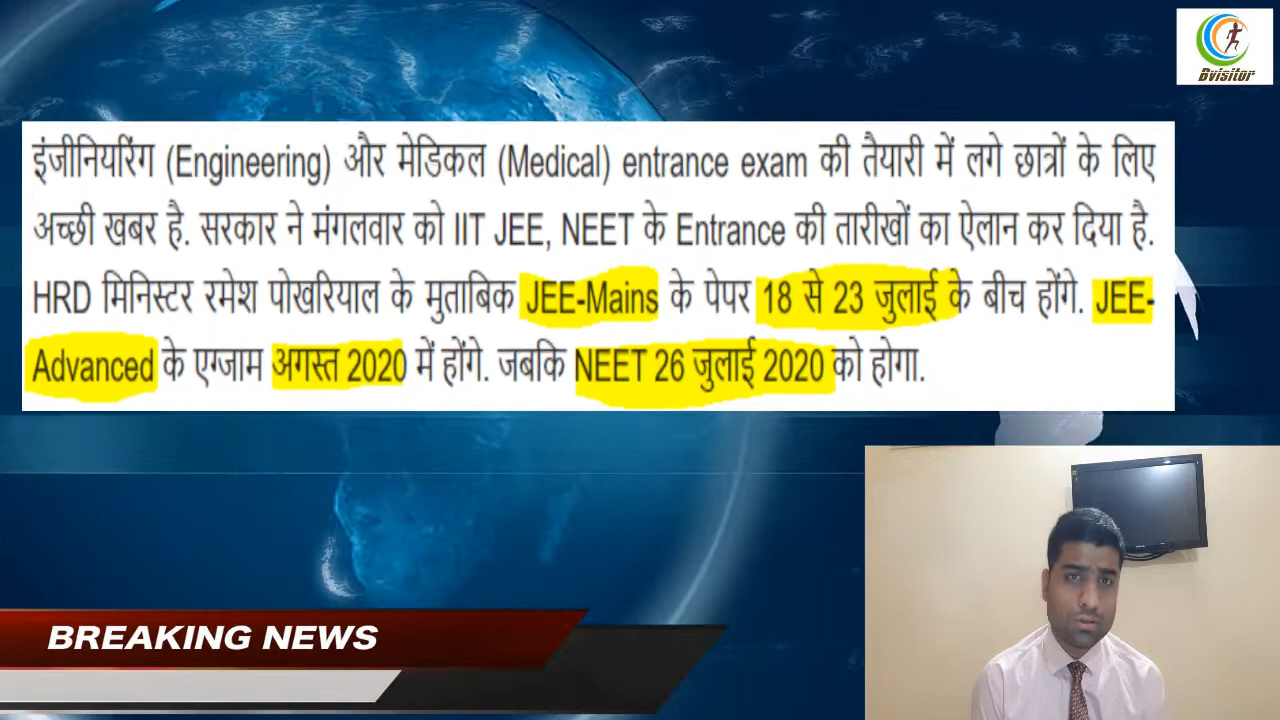 Bvisitor
इंजीनियरिंग (Engineering) और मेडिकल (Medical) entrance exam की तैयारी में लगे छात्रों के लिए
अच्छी खबर है. सरकार ने मंगलवार को IIT JEE, NEET के Entrance की तारीखों का ऐलान कर दिया है.
HRD मिनिस्टर रमेश पोखरियाल के मुताबिक JEE-Mains के पेपर 18 से 23 जुलाई के बीच होंगे. JEE-
Advanced के एग्जाम अगस्त 2020 में होंगे. जबकि NEET 26 जुलाई 2020 को होगा.
BREAKING NEWS